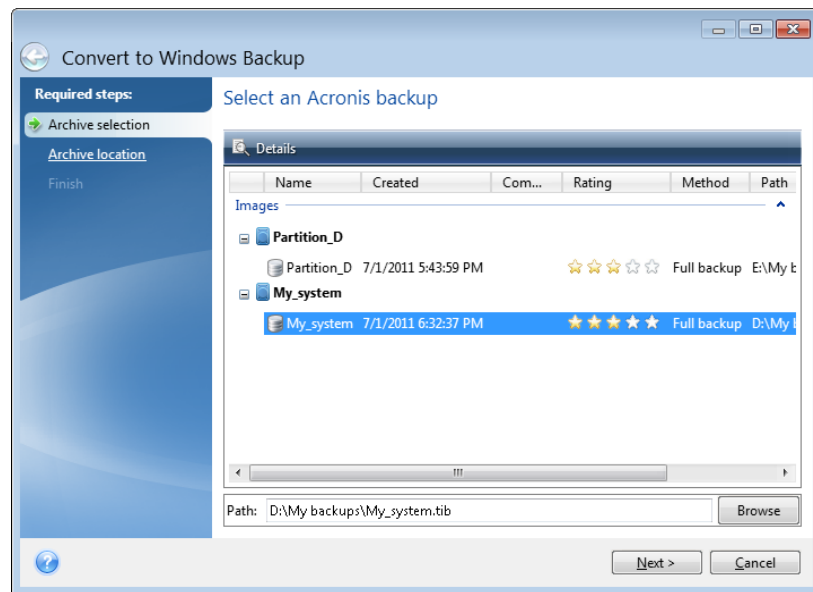 Convert to Windows Backup
Required steps:
Archive selection
Archive location
Finish
Select an Acronis backup
Details
Name Created Com... Rating Method Path
Images
Partition_D
Partition_D 7/1/2011 5:43:59 PM Full backup E:\My b
My_system
My_system 7/1/2011 6:32:37 PM Full backup D:\My b
Path: D:\My backups\My_system.tib Browse
Next > Cancel